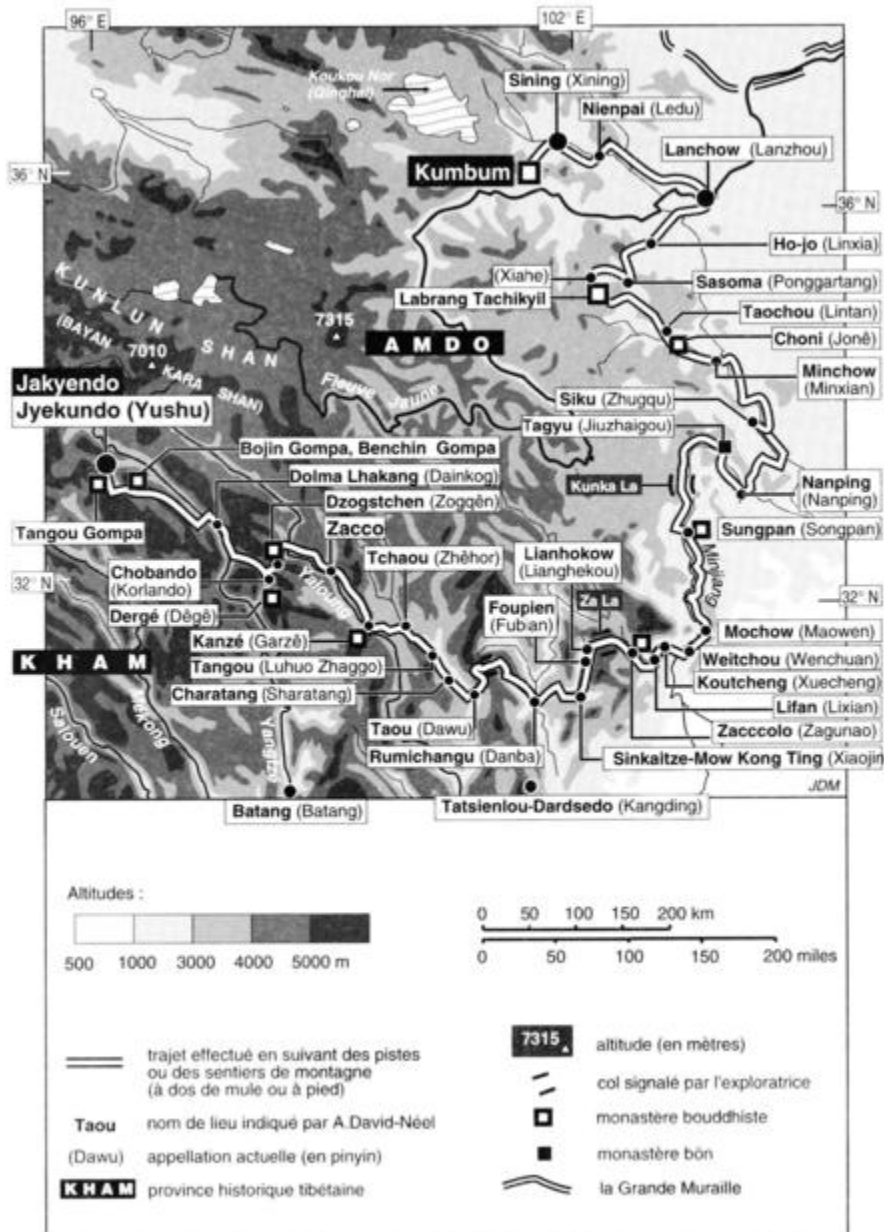 96° E
102° E
Koukou Nor
(Qinghai)
Sining (Xining)
Nienpai (Ledu)
Lanchow (Lanzhou)
36° N
Kumbum
36° N
Ho-jo (Linxia)
(Xiahe)
Sasoma (Ponggartang)
Labrang Tachikyil
Taochou (Lintan)
KUNLUN SHAN
(BAYAN KARA SHAN)
7010
7315
AMDO
Choni (Jonê)
Minchow
(Minxian)
Fleuve Jaune
Siku (Zhugqu)
Jakyendo
Jyekundo (Yushu)
Tagyu (Jiuzhaigou)
Bojin Gompa, Benchin Gompa
Dolma Lhakang (Dainkog)
Kunka La
Nanping
(Nanping)
Dzogstchen (Zogqên)
Sungpan (Songpan)
Tangou Gompa
Zacco
Tchaou (Zhêhor)
Lianhokow
(Lianghekou)
Minjiang
32° N
Chobando
(Korlando)
Yaloung
Za La
32° N
Dergé (Dêgê)
Foupien
(Fubian)
Mochow (Maowen)
Kanzé (Garzê)
Weitchou (Wenchuan)
KHAM
Tangou (Luhuo Zhaggo)
Koutcheng (Xuecheng)
Charatang (Sharatang)
Lifan (Lixian)
Salouen
Mékong
Yangtze
Taou (Dawu)
Zacccolo (Zagunao)
Rumichangu (Danba)
Sinkaitze-Mow Kong Ting (Xiaojin)
JDM
Batang (Batang)
Tatsienlou-Dardsedo (Kangding)
Altitudes :
500 1000 3000 4000 5000 m
0 50 100 150 200 km
0 50 100 150 200 miles
trajet effectué en suivant des pistes
ou des sentiers de montagne
(à dos de mule ou à pied)
Taou nom de lieu indiqué par A.David-Néel
(Dawu) appellation actuelle (en pinyin)
KHAM province historique tibétaine
7315 altitude (en mètres)
col signalé par l'exploratrice
monastère bouddhiste
monastère bön
la Grande Muraille